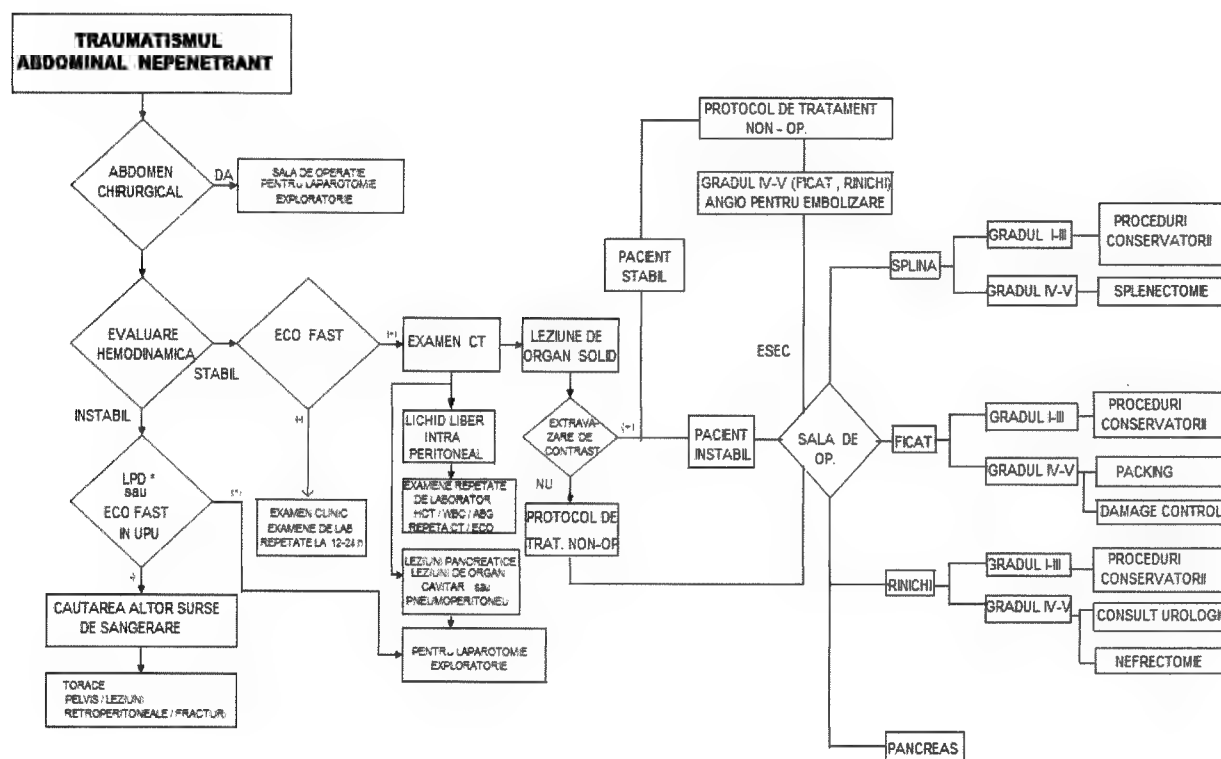 TRAUMATISMUL
ABDOMINAL NEPENETRANT
ABDOMEN
CHIRURGICAL
DA
SALA DE OPERATIE
PENTRU LAPAROTOMIE
EXPLORATORIE
EVALUARE
HEMODINAMICA
STABIL
INSTABIL
ECO FAST
(+)
(-)
EXAMEN CLINIC
EXAMENE DE LAB
REPETATE LA 12-24 h
LPD *
sau
ECO FAST
IN UPU
(+)
CAUTAREA ALTOR SURSE
DE SANGERARE
TORACE
PELVIS / LEZIUNI
RETROPERITONEALE / FRACTURI
EXAMEN CT
LICHID LIBER
INTRA
PERITONEAL
EXAMENE REPETATE
DE LABORATOR
HCT / WBC / ABG
REPETA CT / ECO
LEZIUNI PANCREATICE
LEZIUNI DE ORGAN
CAVITAR sau
PNEUMOPERITONEU
PENTRU LAPAROTOMIE
EXPLORATORIE
LEZIUNE DE
ORGAN SOLID
EXTRAVA-
ZARE DE
CONTRAST
(+)
NU
PROTOCOL DE
TRAT. NON-OP
PACIENT
STABIL
PACIENT
INSTABIL
PROTOCOL DE TRATAMENT
NON - OP.
GRADUL IV-V (FICAT , RINICHI)
ANGIO PENTRU EMBOLIZARE
ESEC
SALA DE
OP.
SPLINA
GRADUL I-III
PROCEDURI
CONSERVATORII
GRADUL IV-V
SPLENECTOMIE
FICAT
GRADUL I-III
PROCEDURI
CONSERVATORII
GRADUL IV-V
PACKING
DAMAGE CONTROL
RINICHI
GRADUL I-III
PROCEDURI
CONSERVATORII
GRADUL IV-V
CONSULT UROLOGI
NEFRECTOMIE
PANCREAS